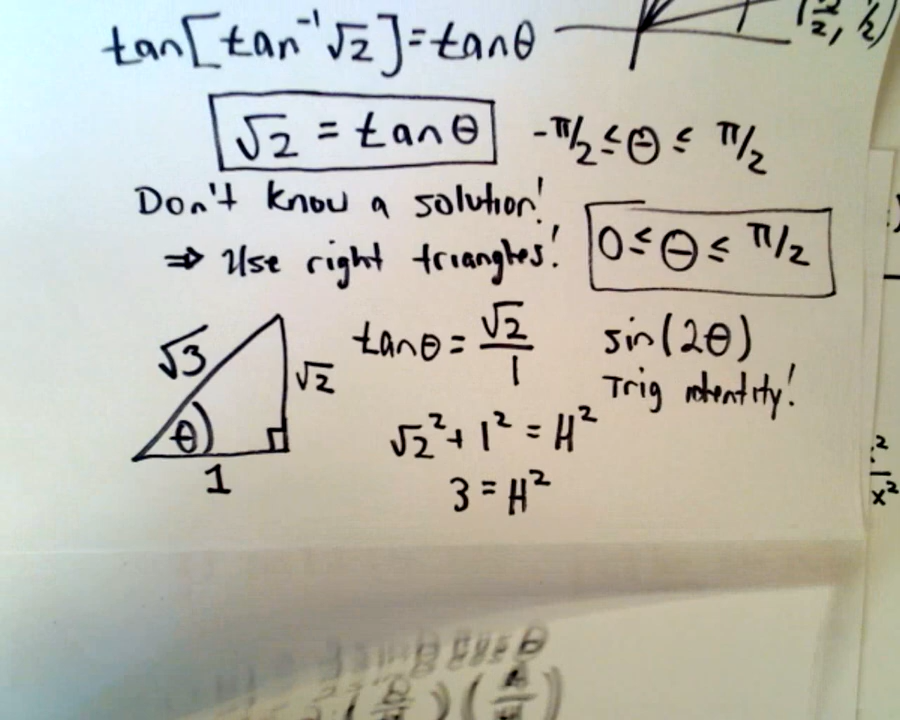 tan[tan⁻¹√2]=tanθ
√2 = tanθ
-π/2 ≤ θ ≤ π/2
Don't know a solution!
⇒ Use right triangles!
0 ≤ θ ≤ π/2
√3
√2
θ
1
tanθ = √2/1
√2² + 1² = H²
3 = H²
sin(2θ)
Trig identity!